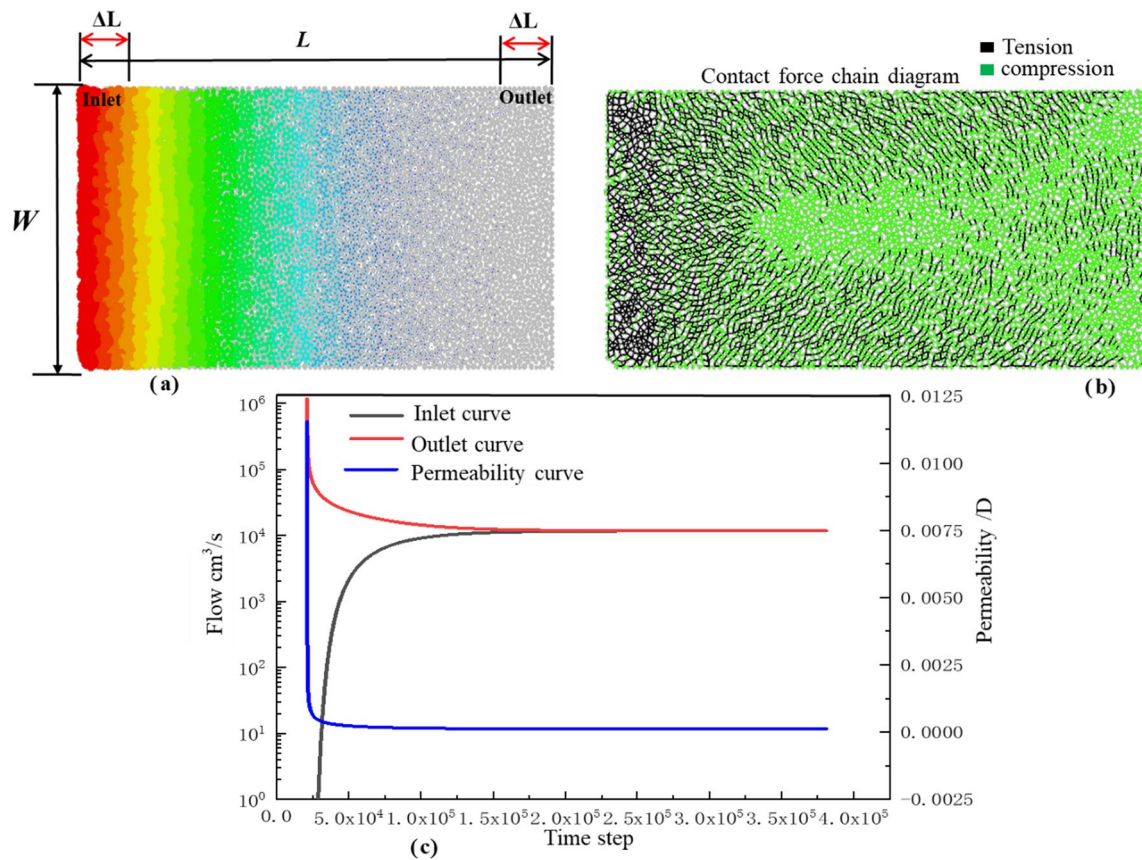 ΔL
L
ΔL
Inlet
Outlet
W
(a)
Tension
compression
Contact force chain diagram
(b)
Inlet curve
Outlet curve
Permeability curve
Flow cm³/s
10⁶
10⁵
10⁴
10³
10²
10¹
10⁰
0.0125
0.0100
0.0075
0.0050
0.0025
0.0000
-0.0025
Permeability /D
0.0 5.0x10⁴ 1.0x10⁵ 1.5x10⁵ 2.0x10⁵ 2.5x10⁵ 3.0x10⁵ 3.5x10⁵ 4.0x10⁵
Time step
(c)